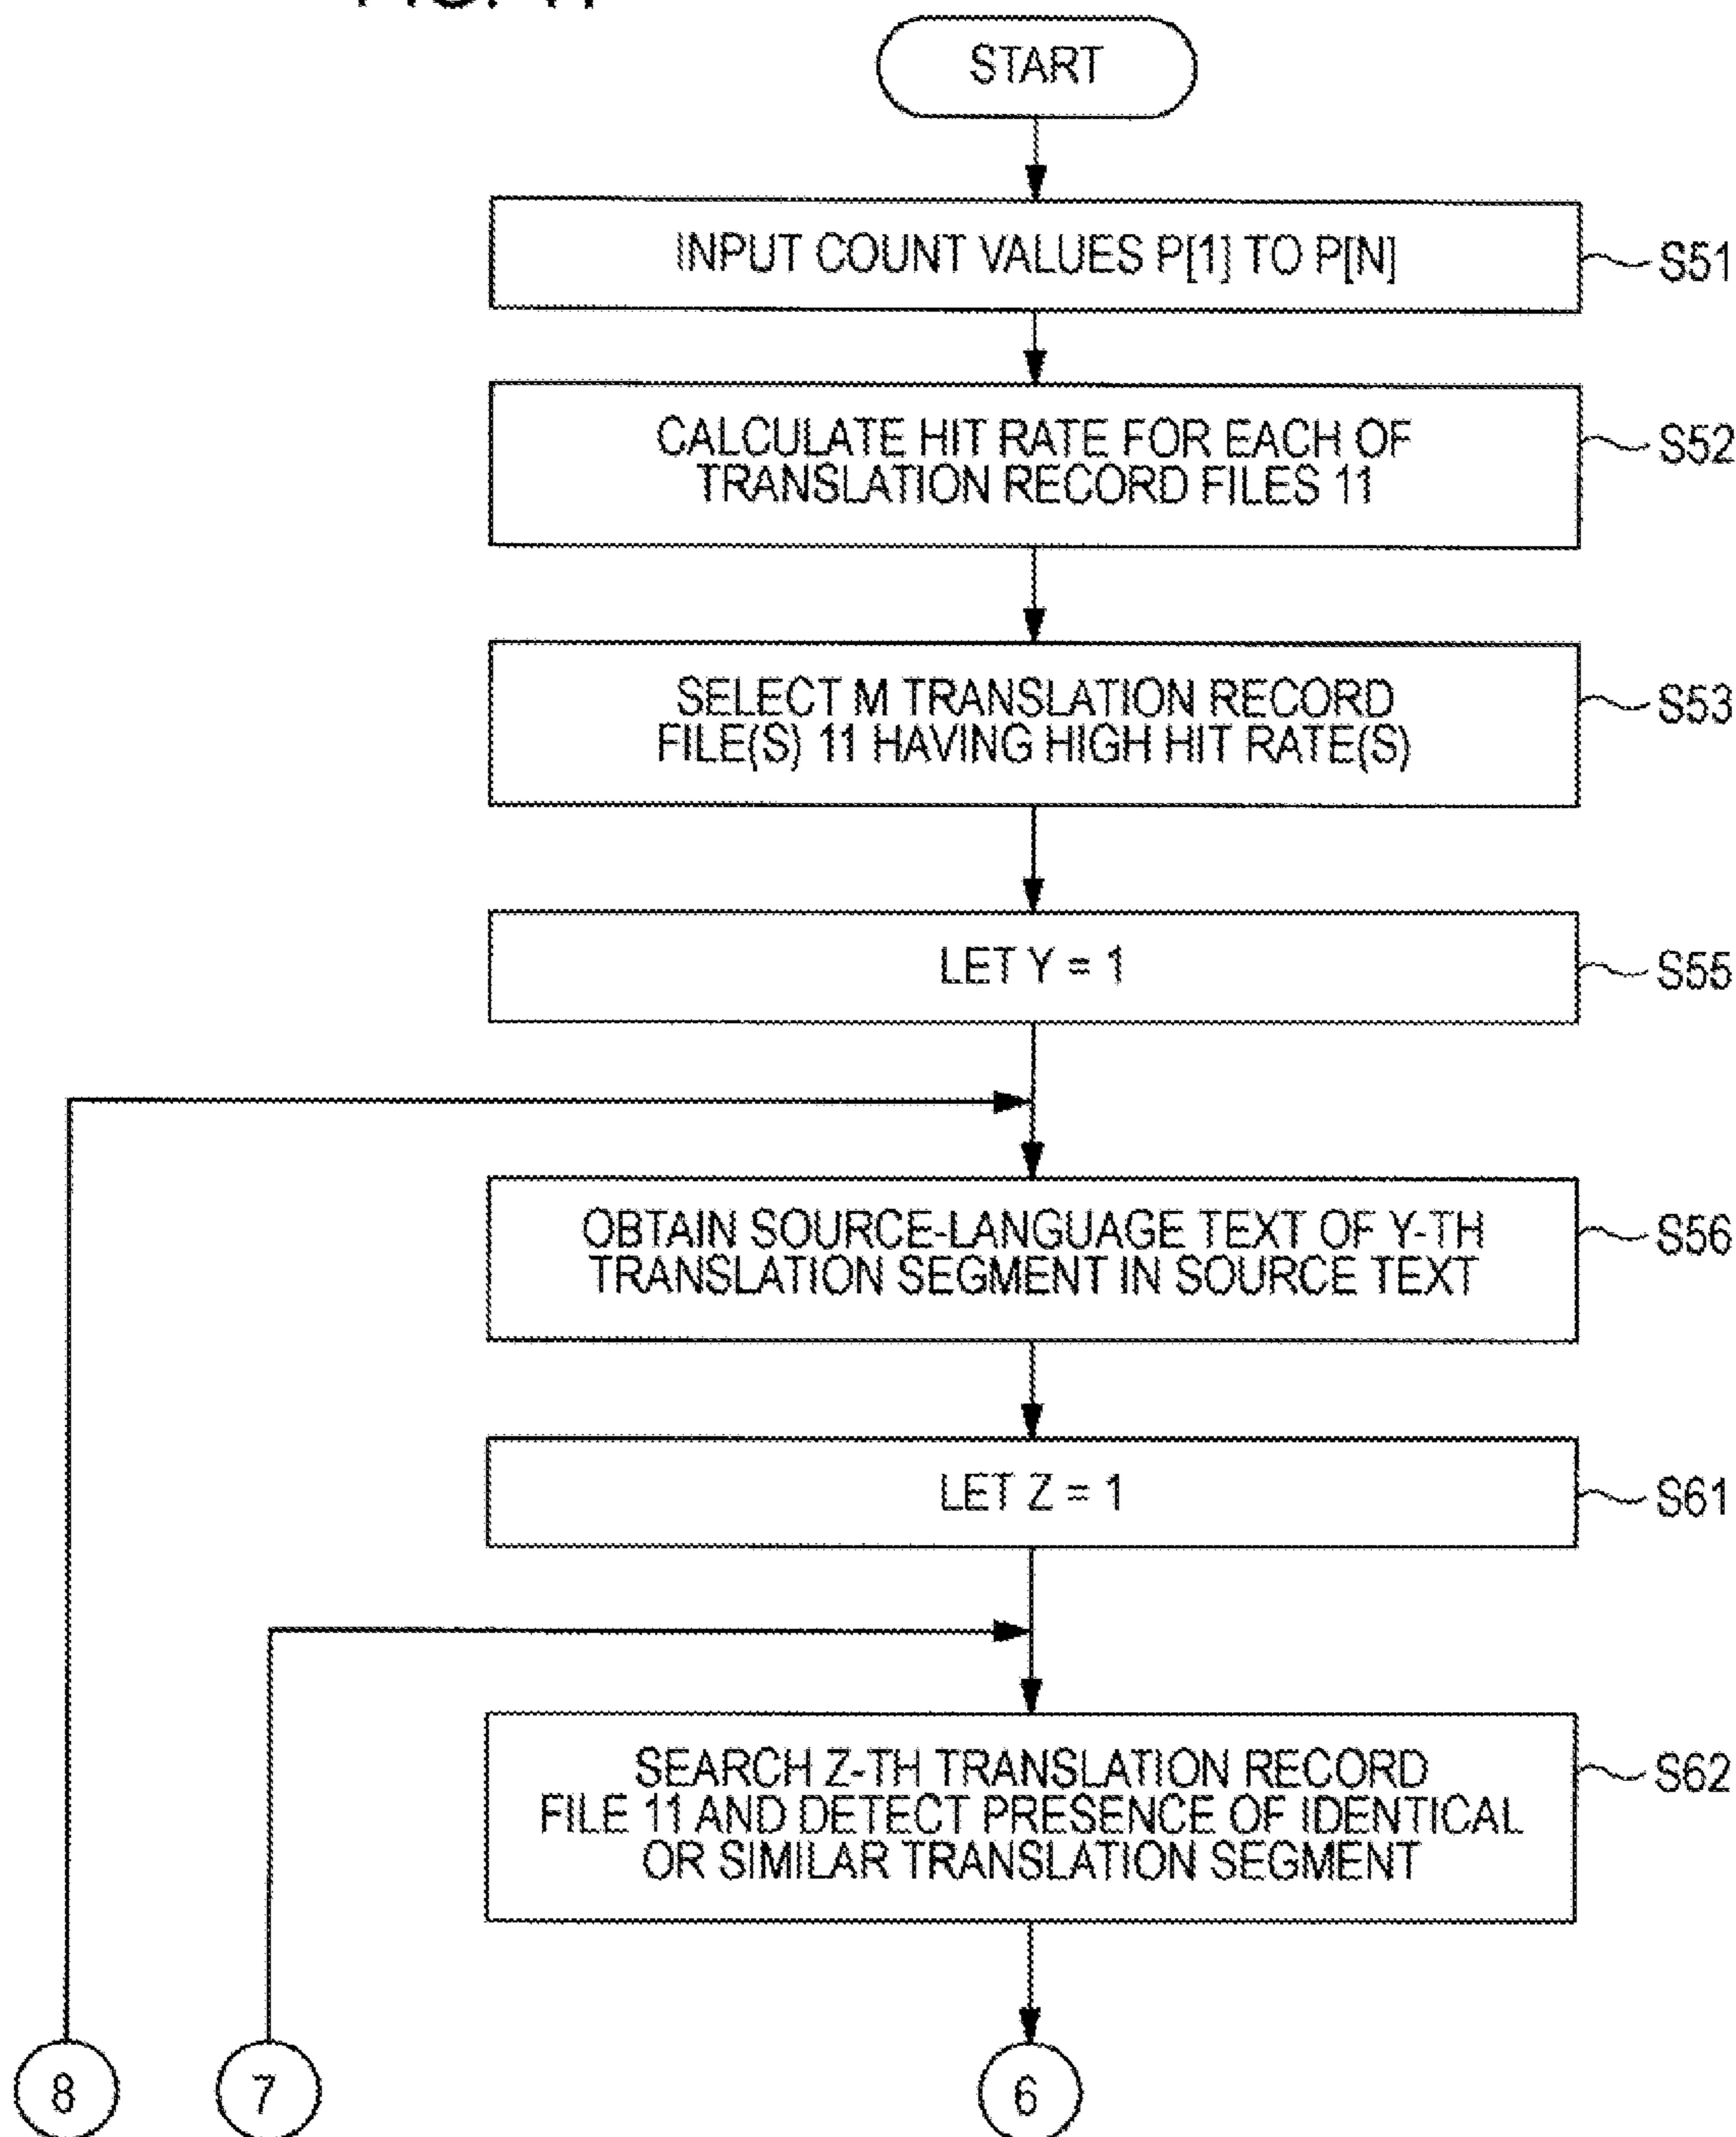 START
INPUT COUNT VALUES P[1] TO P[N]
S51
CALCULATE HIT RATE FOR EACH OF
TRANSLATION RECORD FILES 11
S52
SELECT M TRANSLATION RECORD
FILE(S) 11 HAVING HIGH HIT RATE(S)
S53
LET Y = 1
S55
OBTAIN SOURCE-LANGUAGE TEXT OF Y-TH
TRANSLATION SEGMENT IN SOURCE TEXT
S56
LET Z = 1
S61
SEARCH Z-TH TRANSLATION RECORD
FILE 11 AND DETECT PRESENCE OF IDENTICAL
OR SIMILAR TRANSLATION SEGMENT
S62
8
7
6